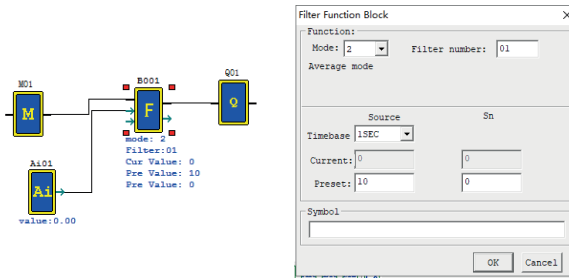 M01
M
B001
F
mode: 2
Filter:01
Cur Value: 0
Pre Value: 10
Pre Value: 0
Q01
Q
Ai01
Ai
value:0.00
Filter Function Block
Function:
Mode: 2 Filter number: 01
Average mode
Source Sn
Timebase 1SEC
Current: 0 0
Preset: 10 0
Symbol
OK Cancel